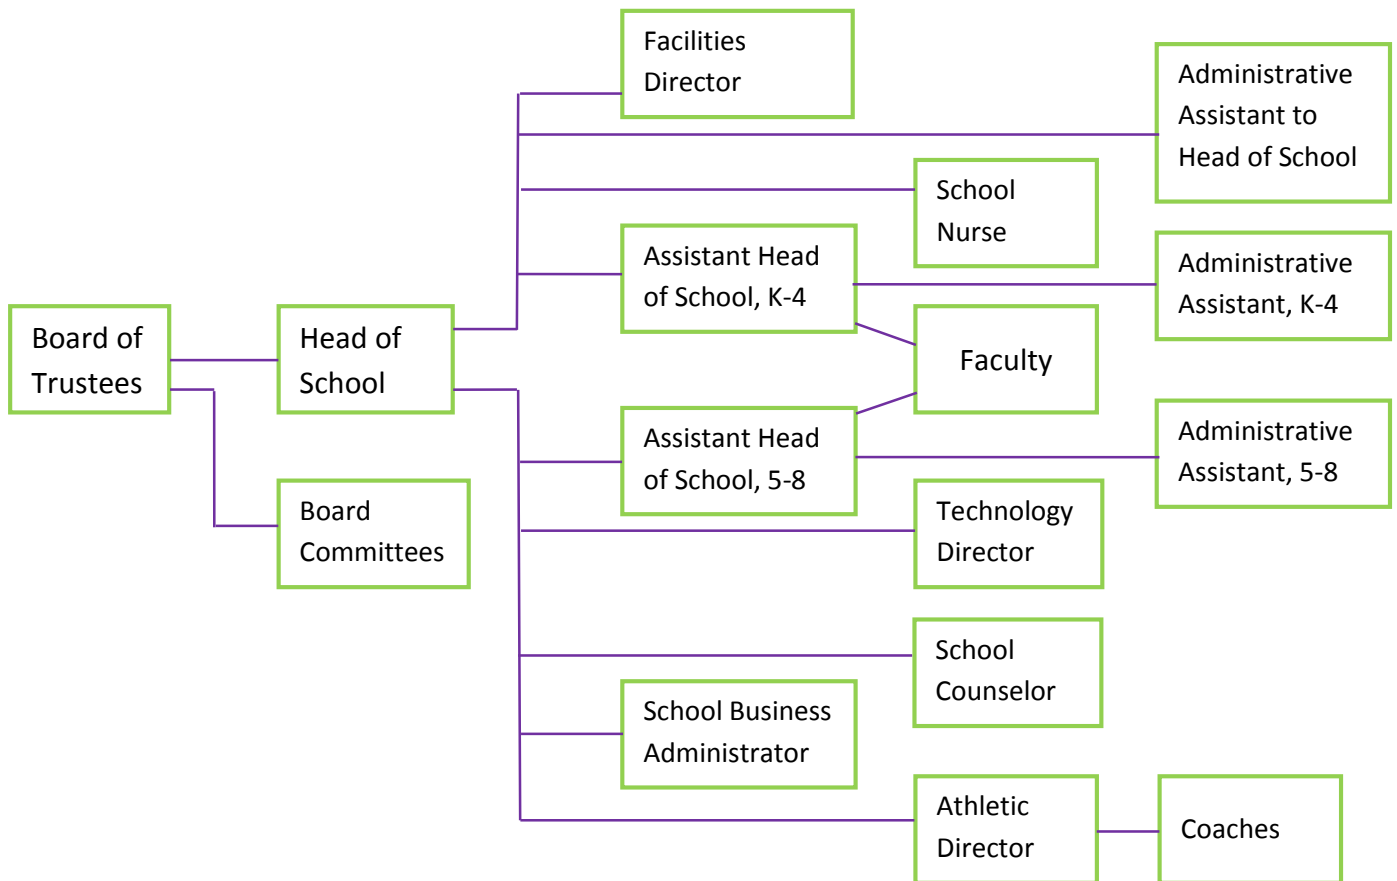 Facilities
Director
Administrative
Assistant to
Head of School
School
Nurse
Assistant Head
of School, K-4
Administrative
Assistant, K-4
Board of
Trustees
Head of
School
Faculty
Assistant Head
of School, 5-8
Administrative
Assistant, 5-8
Board
Committees
Technology
Director
School
Counselor
School Business
Administrator
Athletic
Director
Coaches